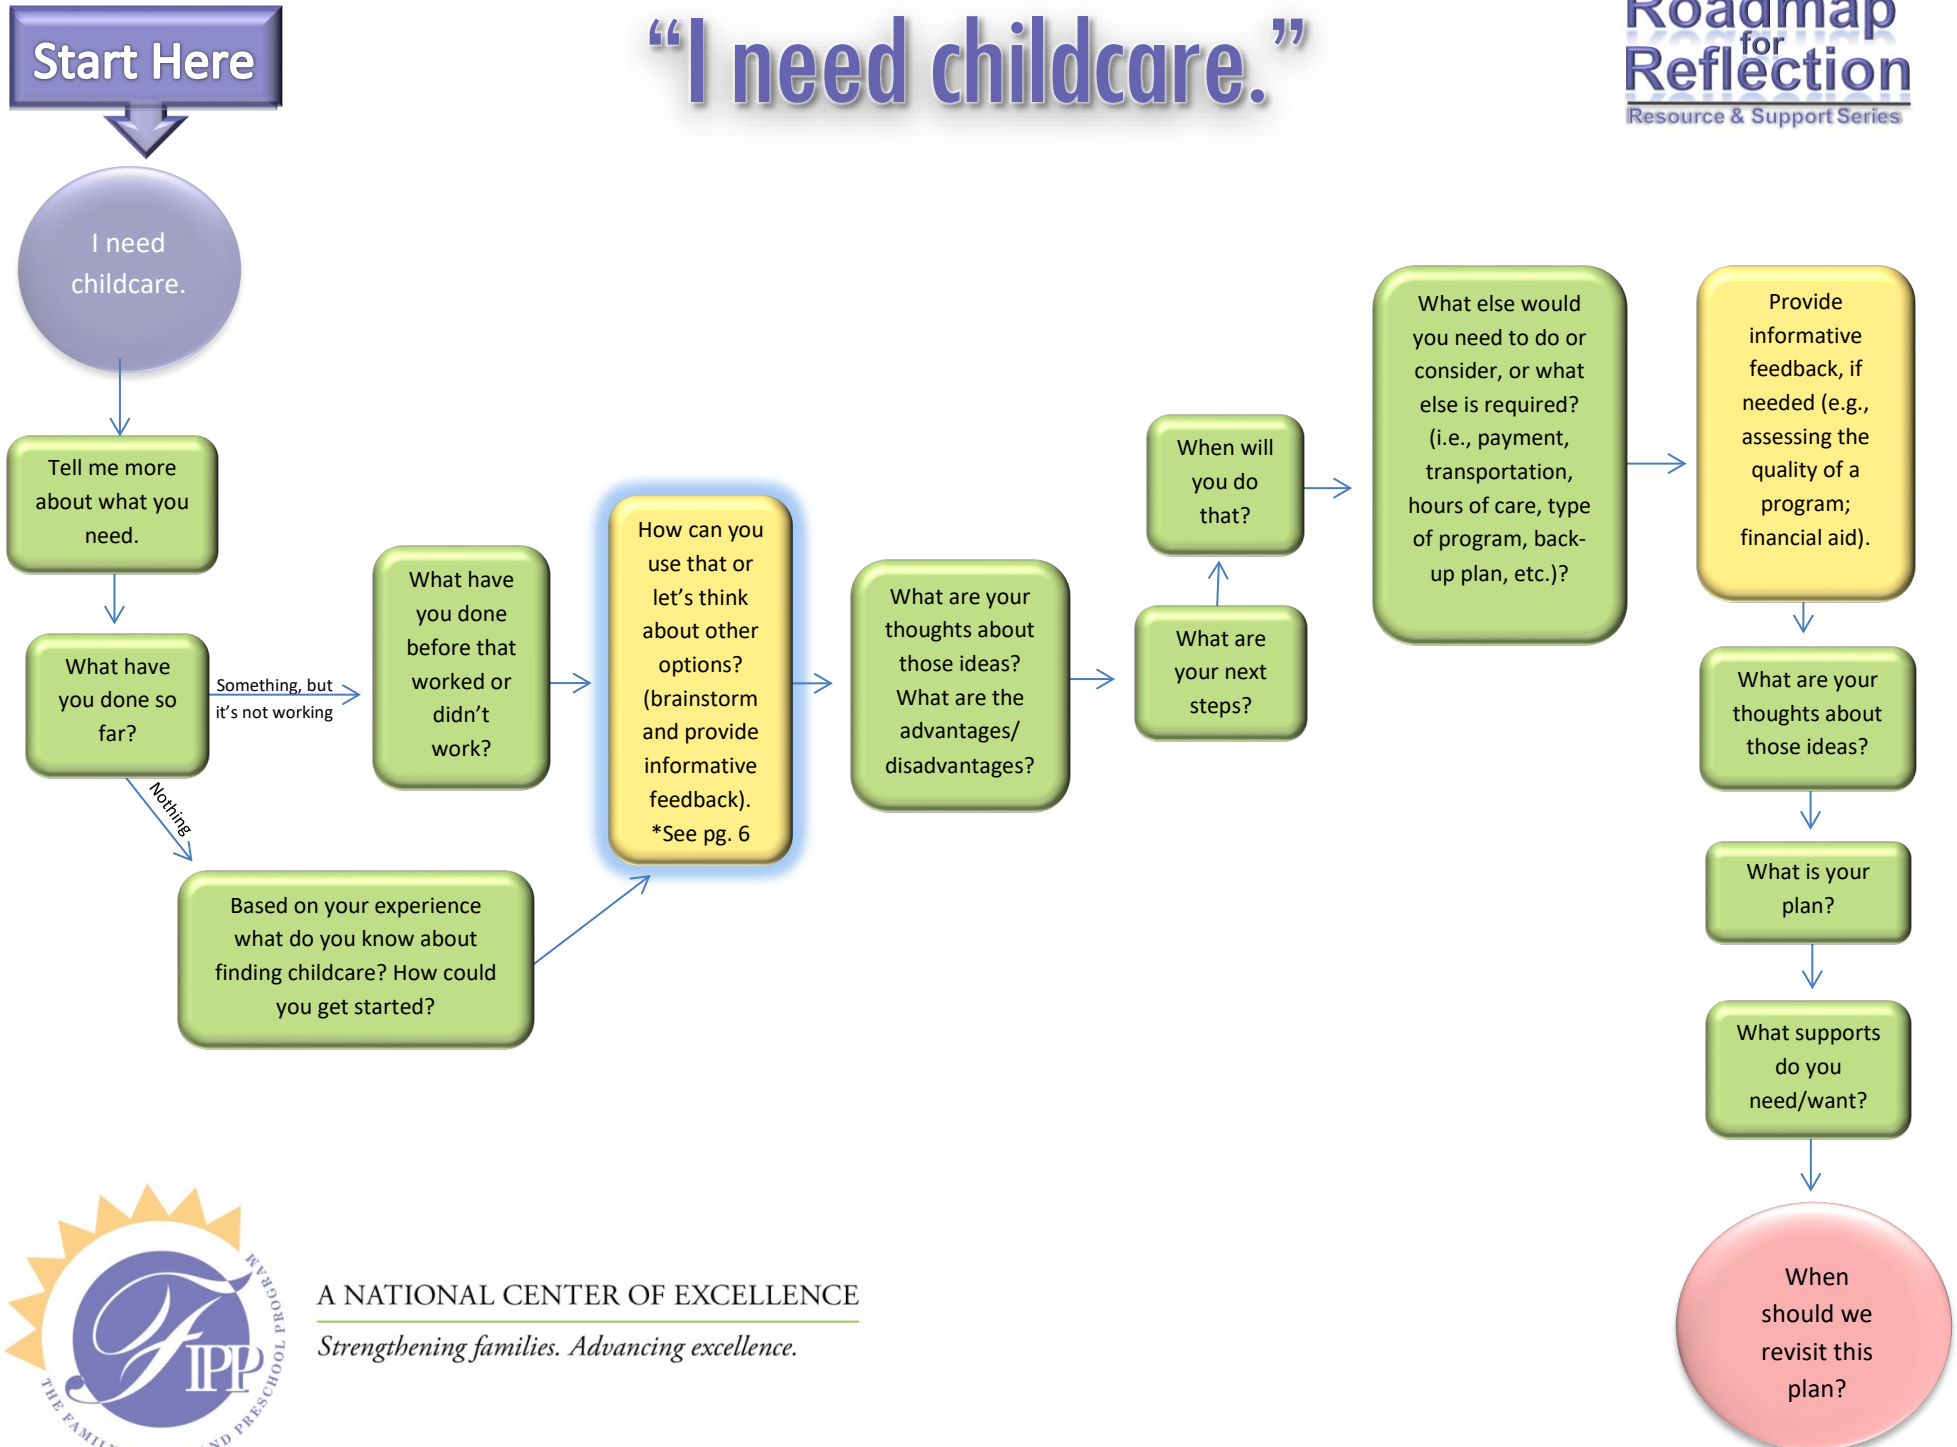 Start Here
“I need childcare.”
Roadmap
for
Reflection
Resource & Support Series
I need
childcare.
Tell me more
about what you
need.
What have
you done so
far?
Something, but
it’s not working
Nothing
What have
you done
before that
worked or
didn’t
work?
Based on your experience
what do you know about
finding childcare? How could
you get started?
How can you
use that or
let’s think
about other
options?
(brainstorm
and provide
informative
feedback).
*See pg. 6
What are your
thoughts about
those ideas?
What are the
advantages/
disadvantages?
What are
your next
steps?
When will
you do
that?
What else would
you need to do or
consider, or what
else is required?
(i.e., payment,
transportation,
hours of care, type
of program, back-
up plan, etc.)?
Provide
informative
feedback, if
needed (e.g.,
assessing the
quality of a
program;
financial aid).
What are your
thoughts about
those ideas?
What is your
plan?
What supports
do you
need/want?
When
should we
revisit this
plan?
FIPP
THE AND PRESCHOOL PROGRAM
A NATIONAL CENTER OF EXCELLENCE
Strengthening families. Advancing excellence.